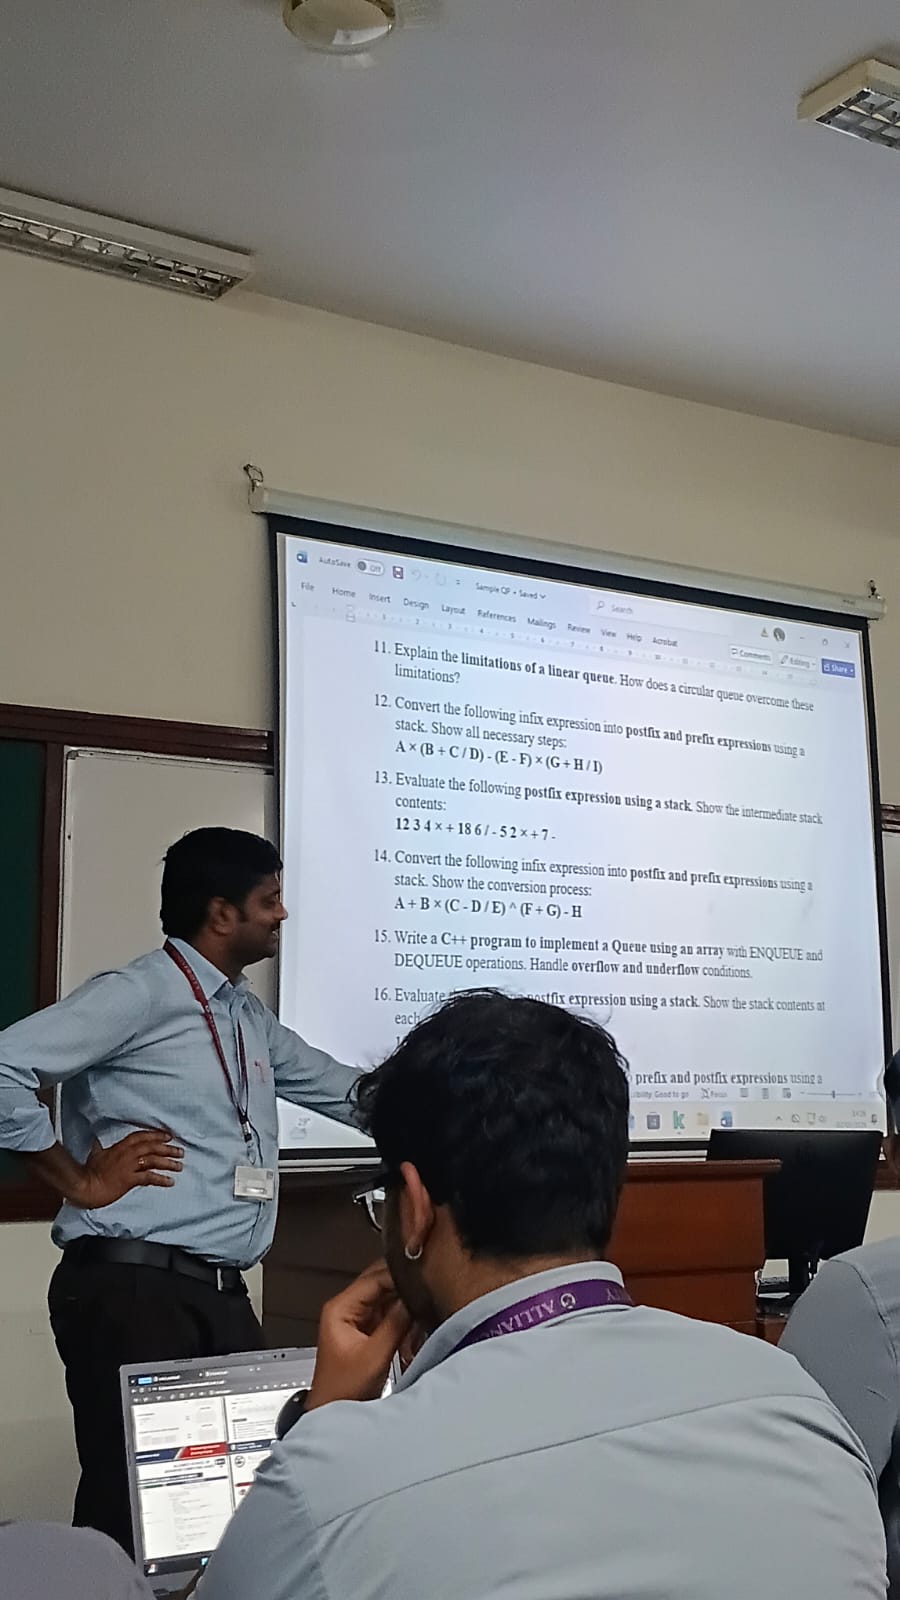 AutoSave Off Sample QP • Saved Search
File Home Insert Design Layout References Mailings Review View Help Acrobat
Comments Editing Share
11. Explain the limitations of a linear queue. How does a circular queue overcome these
limitations?
12. Convert the following infix expression into postfix and prefix expressions using a
stack. Show all necessary steps:
A × (B + C / D) - (E - F) × (G + H / I)
13. Evaluate the following postfix expression using a stack. Show the intermediate stack
contents:
12 3 4 × + 18 6 / - 5 2 × + 7 -
14. Convert the following infix expression into postfix and prefix expressions using a
stack. Show the conversion process:
A + B × (C - D / E) ^ (F + G) - H
15. Write a C++ program to implement a Queue using an array with ENQUEUE and
DEQUEUE operations. Handle overflow and underflow conditions.
16. Evaluate postfix expression using a stack. Show the stack contents at
each
prefix and postfix expressions using a
Good to go Focus
ALLIAN